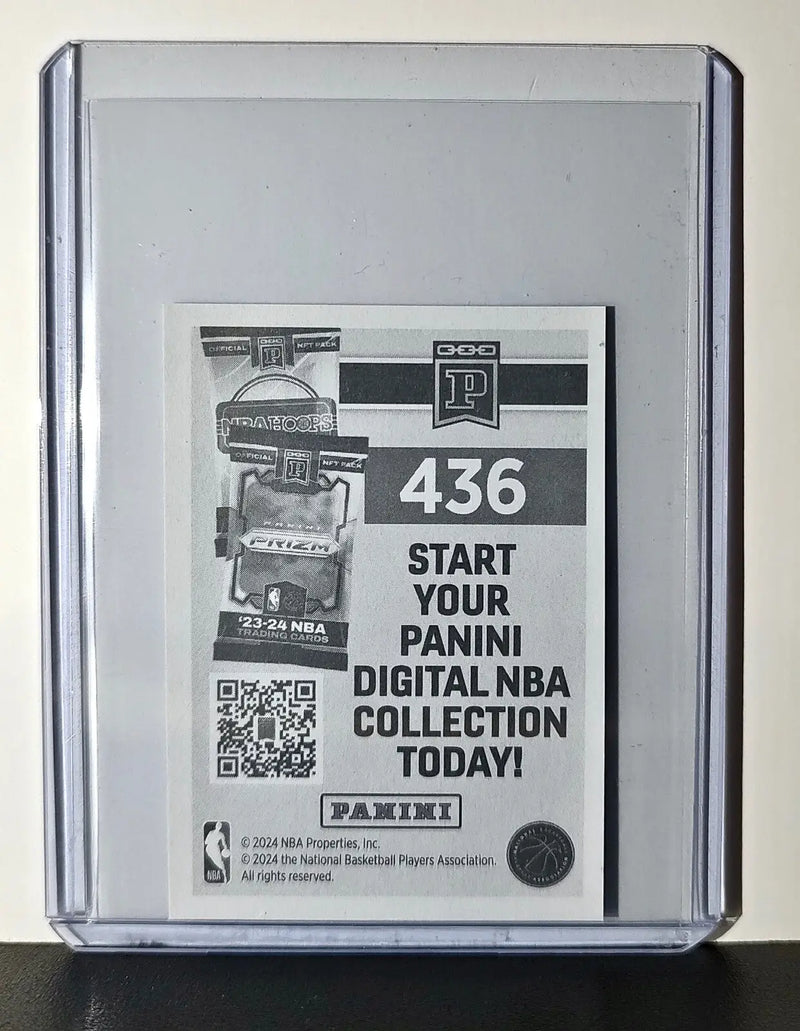 OFFICIAL P NFT PACK
NBA HOOPS
OFFICIAL P NFT PACK
PANINI
PRIZM
'23-24 NBA
TRADING CARDS
P
436
START
YOUR
PANINI
DIGITAL NBA
COLLECTION
TODAY!
PANINI
NBA
© 2024 NBA Properties, Inc.
© 2024 the National Basketball Players Association.
All rights reserved.